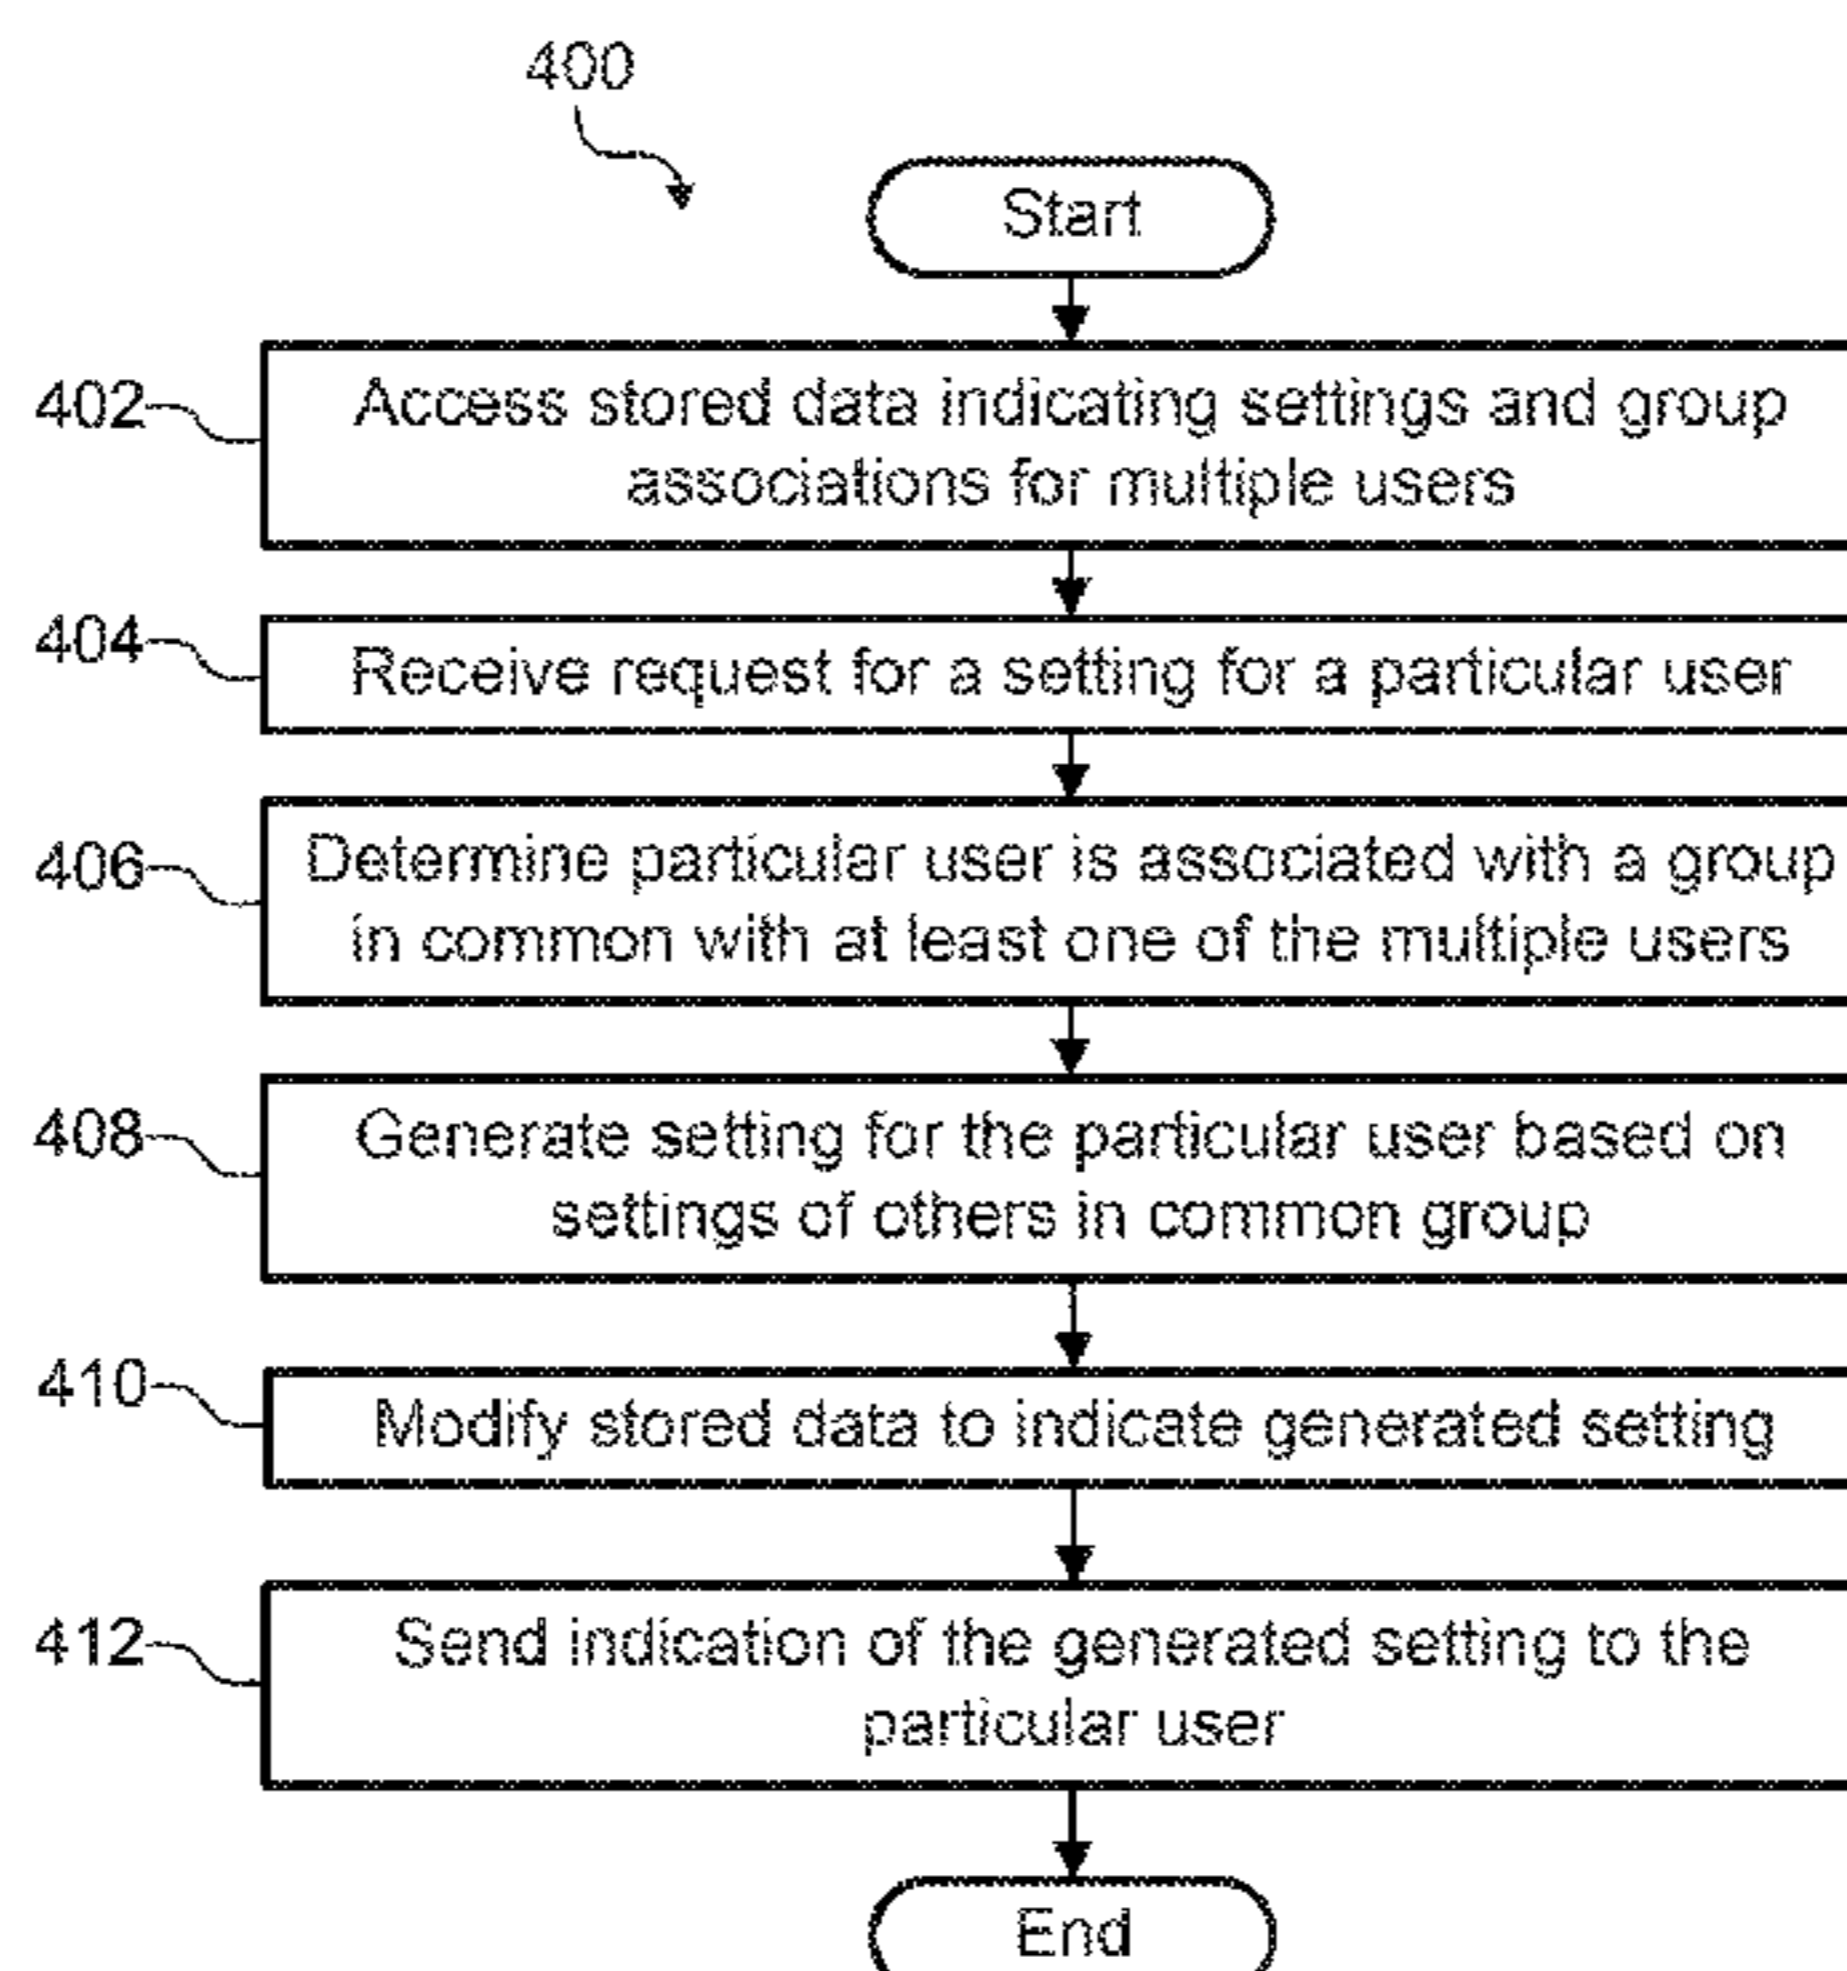 400
Start
402
Access stored data indicating settings and group
associations for multiple users
404
Receive request for a setting for a particular user
406
Determine particular user is associated with a group
in common with at least one of the multiple users
408
Generate setting for the particular user based on
settings of others in common group
410
Modify stored data to indicate generated setting
412
Send indication of the generated setting to the
particular user
End